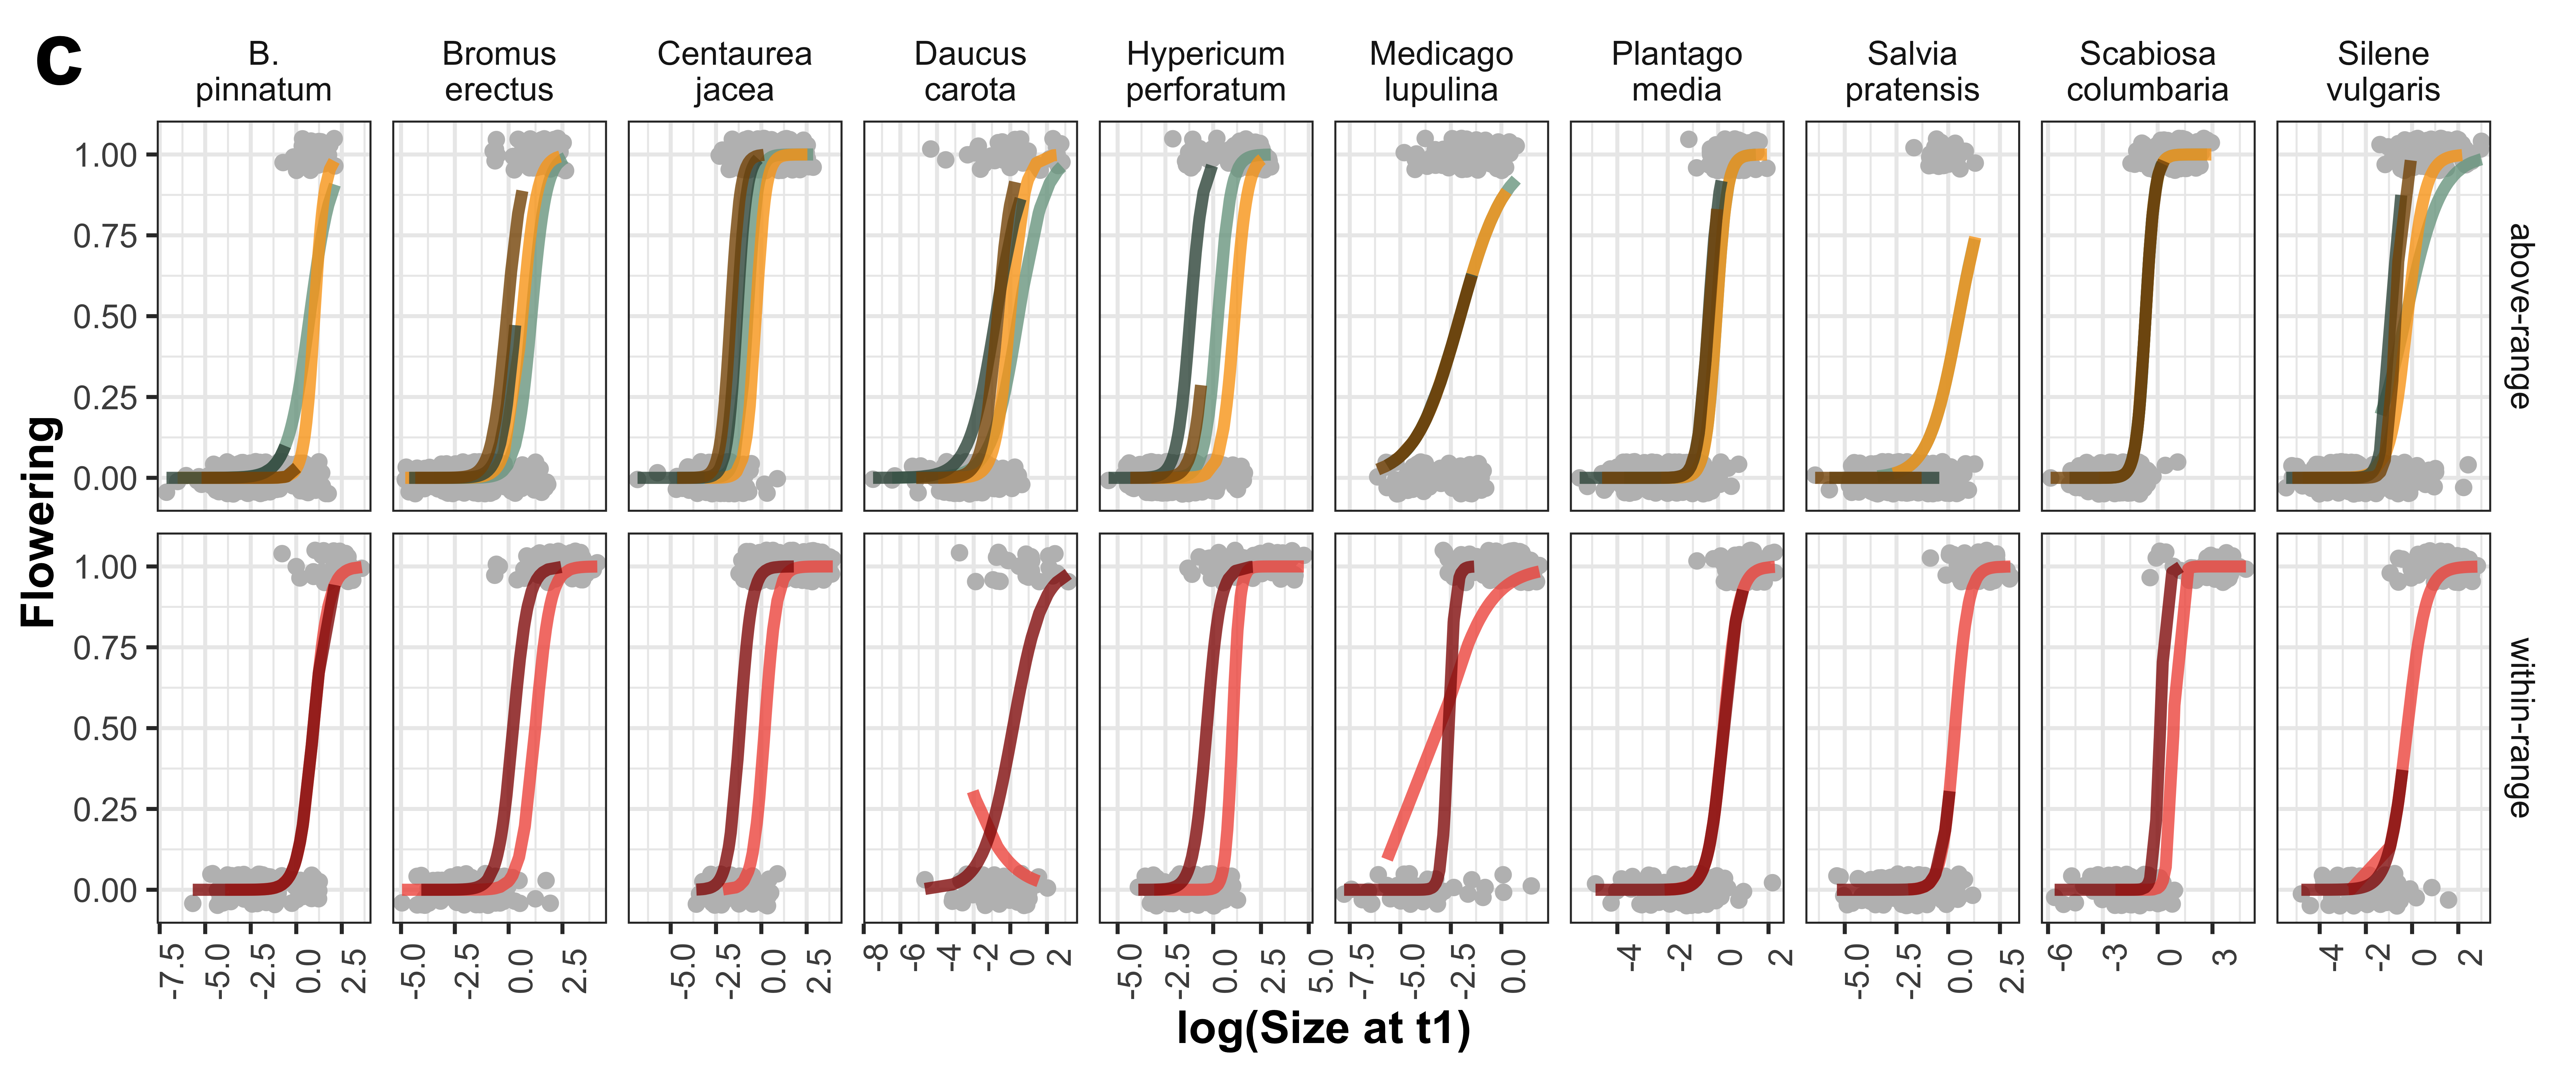 C
B. pinnatum
Bromus erectus
Centaurea jacea
Daucus carota
Hypericum perforatum
Medicago lupulina
Plantago media
Salvia pratensis
Scabiosa columbaria
Silene vulgaris
Flowering
1.00
0.75
0.50
0.25
0.00
above-range
1.00
0.75
0.50
0.25
0.00
within-range
-7.5 -5.0 -2.5 0.0 2.5
-5.0 -2.5 0.0 2.5
-5.0 -2.5 0.0 2.5
-8 -6 -4 -2 0 2
-5.0 -2.5 0.0 2.5 5.0
-7.5 -5.0 -2.5 0.0
-4 -2 0 2
-5.0 -2.5 0.0 2.5
-6 -3 0 3
-4 -2 0 2
log(Size at t1)